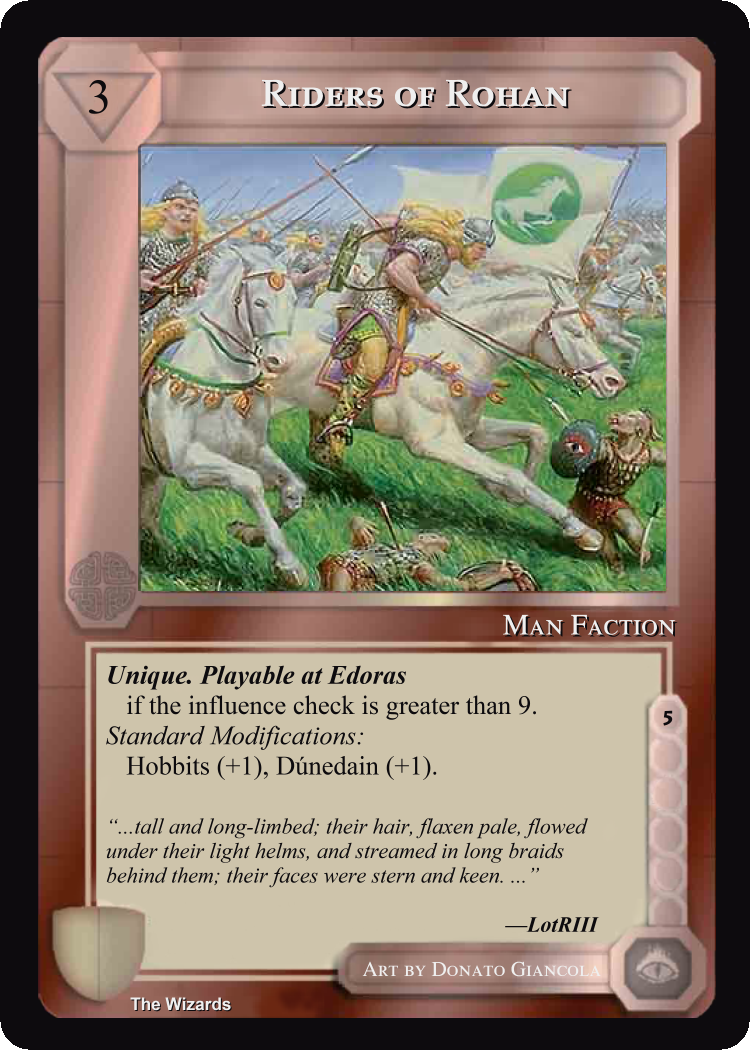 3
RIDERS OF ROHAN
MAN FACTION
Unique. Playable at Edoras
if the influence check is greater than 9.
Standard Modifications:
Hobbits (+1), Dúnedain (+1).
5
“...tall and long-limbed; their hair, flaxen pale, flowed
under their light helms, and streamed in long braids
behind them; their faces were stern and keen. ...”
—LotRIII
ART BY DONATO GIANCOLA
The Wizards